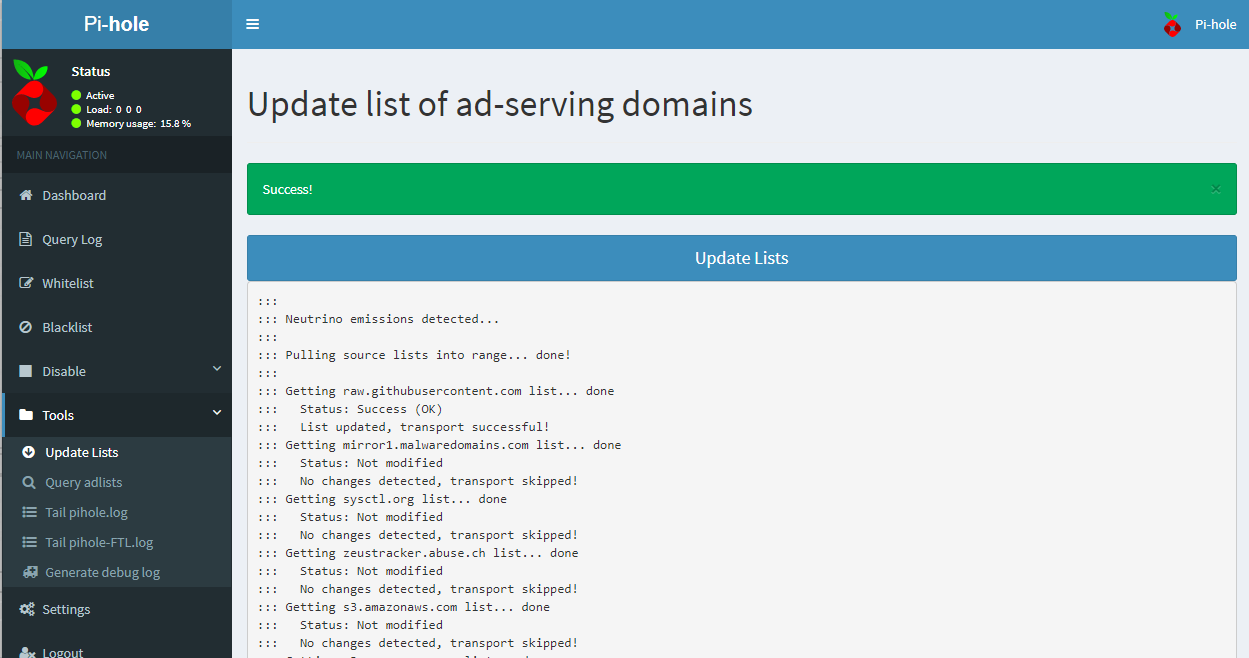 Pi-hole
Pi-hole
Status
Active
Load: 0 0 0
Memory usage: 15.8 %
MAIN NAVIGATION
Dashboard
Query Log
Whitelist
Blacklist
Disable
Tools
Update Lists
Query adlists
Tail pihole.log
Tail pihole-FTL.log
Generate debug log
Settings
Logout
Update list of ad-serving domains
Success!
×
Update Lists
:::
::: Neutrino emissions detected...
:::
::: Pulling source lists into range... done!
:::
::: Getting raw.githubusercontent.com list... done
:::   Status: Success (OK)
:::   List updated, transport successful!
::: Getting mirror1.malwaredomains.com list... done
:::   Status: Not modified
:::   No changes detected, transport skipped!
::: Getting sysctl.org list... done
:::   Status: Not modified
:::   No changes detected, transport skipped!
::: Getting zeustracker.abuse.ch list... done
:::   Status: Not modified
:::   No changes detected, transport skipped!
::: Getting s3.amazonaws.com list... done
:::   Status: Not modified
:::   No changes detected, transport skipped!